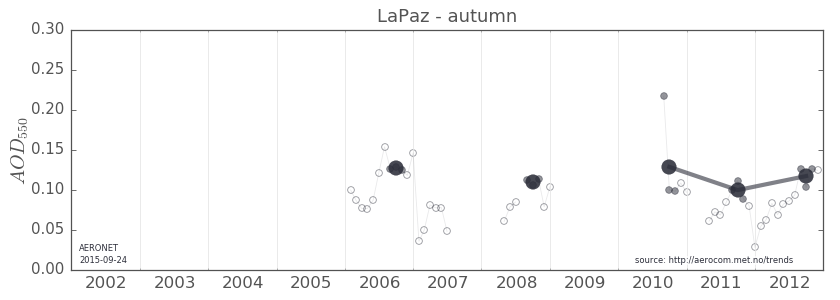 LaPaz - autumn
0.30
0.25
0.20
0.15
0.10
0.05
0.00
AOD550
AERONET
2015-09-24
source: http://aerocom.met.no/trends
2002 2003 2004 2005 2006 2007 2008 2009 2010 2011 2012